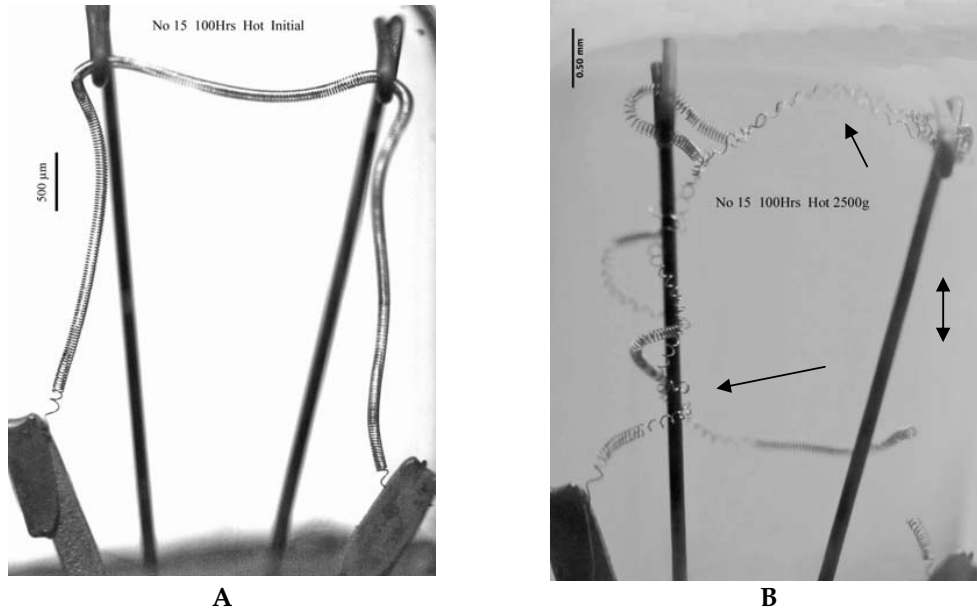 No 15 100Hrs Hot Initial
500 µm
A
0.50 mm
No 15 100Hrs Hot 2500g
B